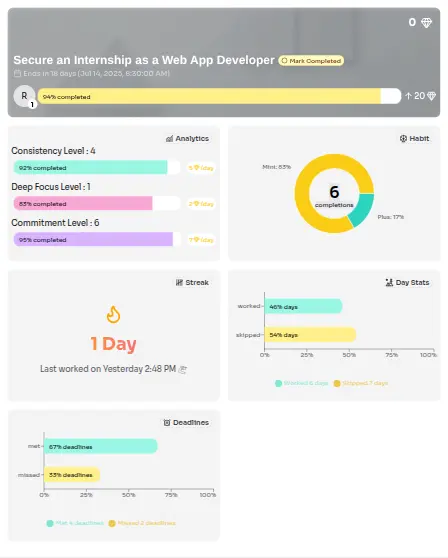 0
Secure an Internship as a Web App Developer
Mark Completed
Ends in 18 days (Jul 14, 2025, 6:30:00 AM)
R
1
94% completed
20
Analytics
Consistency Level : 4
92% completed
5 /day
Deep Focus Level : 1
83% completed
2 /day
Commitment Level : 6
95% completed
7 /day
Habit
Mint: 83%
6
completions
Plus: 17%
Streak
1 Day
Last worked on Yesterday 2:48 PM
Day Stats
worked
46% days
skipped
54% days
0% 25% 50% 75% 100%
Worked 6 days Skipped 7 days
Deadlines
met
67% deadlines
missed
33% deadlines
0% 25% 50% 75% 100%
Met 4 deadlines Missed 2 deadlines